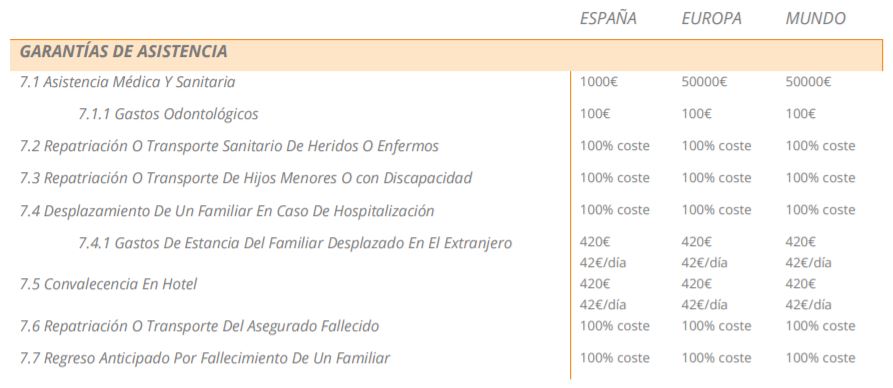 ESPAÑA EUROPA MUNDO
GARANTÍAS DE ASISTENCIA
7.1 Asistencia Médica Y Sanitaria 1000€ 50000€ 50000€
7.1.1 Gastos Odontológicos 100€ 100€ 100€
7.2 Repatriación O Transporte Sanitario De Heridos O Enfermos 100% coste 100% coste 100% coste
7.3 Repatriación O Transporte De Hijos Menores O con Discapacidad 100% coste 100% coste 100% coste
7.4 Desplazamiento De Un Familiar En Caso De Hospitalización 100% coste 100% coste 100% coste
7.4.1 Gastos De Estancia Del Familiar Desplazado En El Extranjero 420€ 420€ 420€
42€/día 42€/día 42€/día
7.5 Convalecencia En Hotel 420€ 420€ 420€
42€/día 42€/día 42€/día
7.6 Repatriación O Transporte Del Asegurado Fallecido 100% coste 100% coste 100% coste
7.7 Regreso Anticipado Por Fallecimiento De Un Familiar 100% coste 100% coste 100% coste